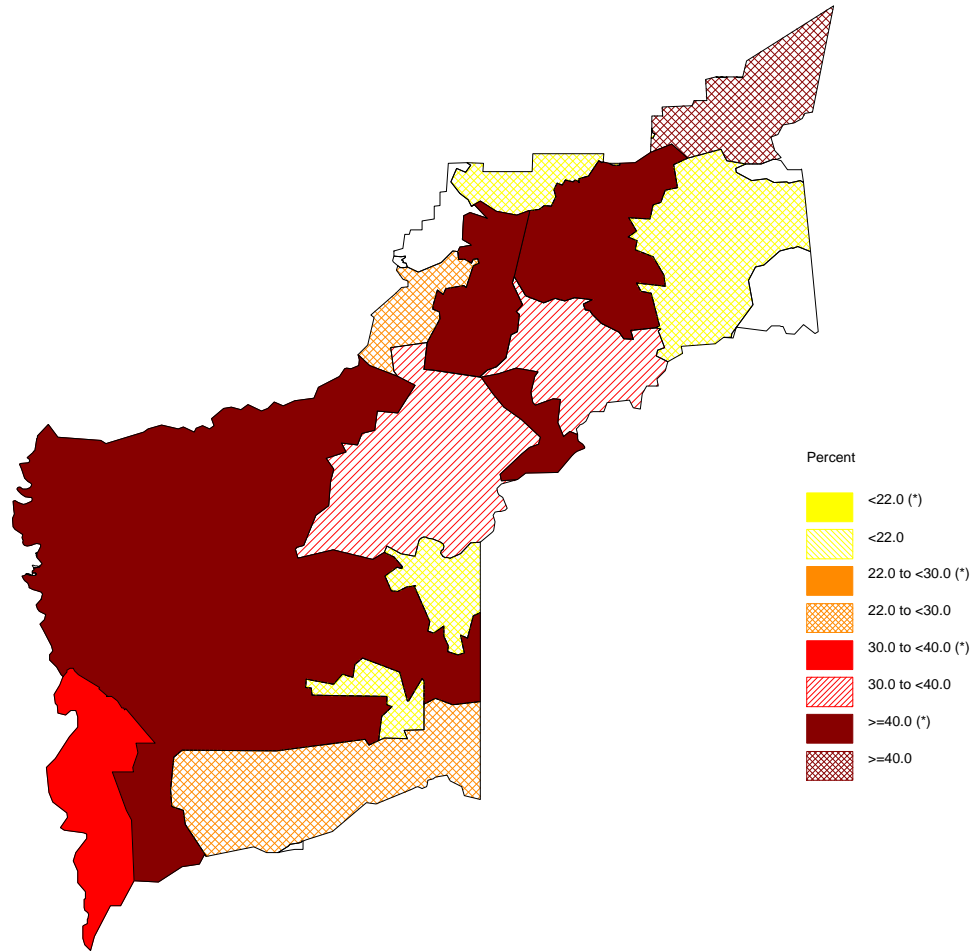 Percent
<22.0 (*)
<22.0
22.0 to <30.0 (*)
22.0 to <30.0
30.0 to <40.0 (*)
30.0 to <40.0
>=40.0 (*)
>=40.0